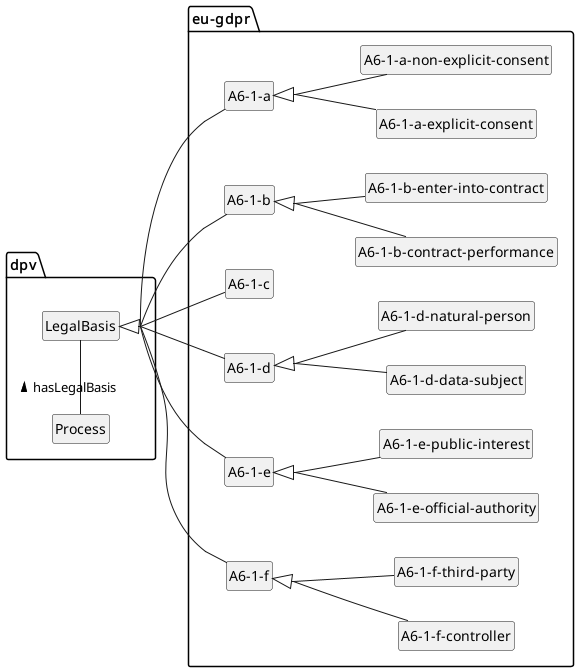 eu-gdpr
A6-1-a-non-explicit-consent
A6-1-a
A6-1-a-explicit-consent
A6-1-b-enter-into-contract
A6-1-b
A6-1-b-contract-performance
dpv
A6-1-c
LegalBasis
A6-1-d-natural-person
A6-1-d
A6-1-d-data-subject
hasLegalBasis
Process
A6-1-e-public-interest
A6-1-e
A6-1-e-official-authority
A6-1-f-third-party
A6-1-f
A6-1-f-controller